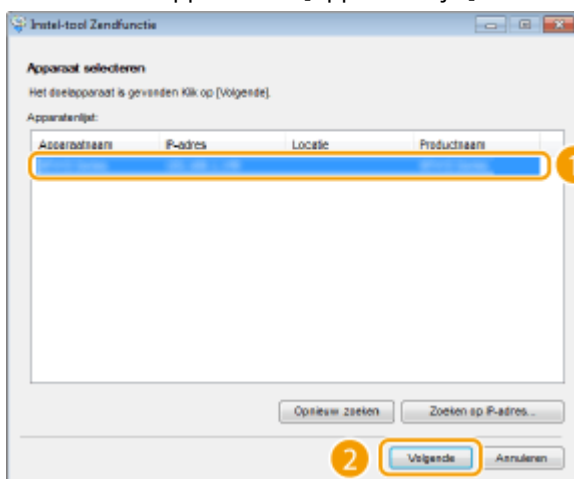 Instel-tool Zendfunctie
Apparaat selecteren
Het doelapparaat is gevonden Klik op [Volgende].
Apparatenlijst:
Apparaatnaam IP-adres Locatie Productnaam
1
Opnieuw zoeken Zoeken op IP-adres...
2 Volgende Annuleren